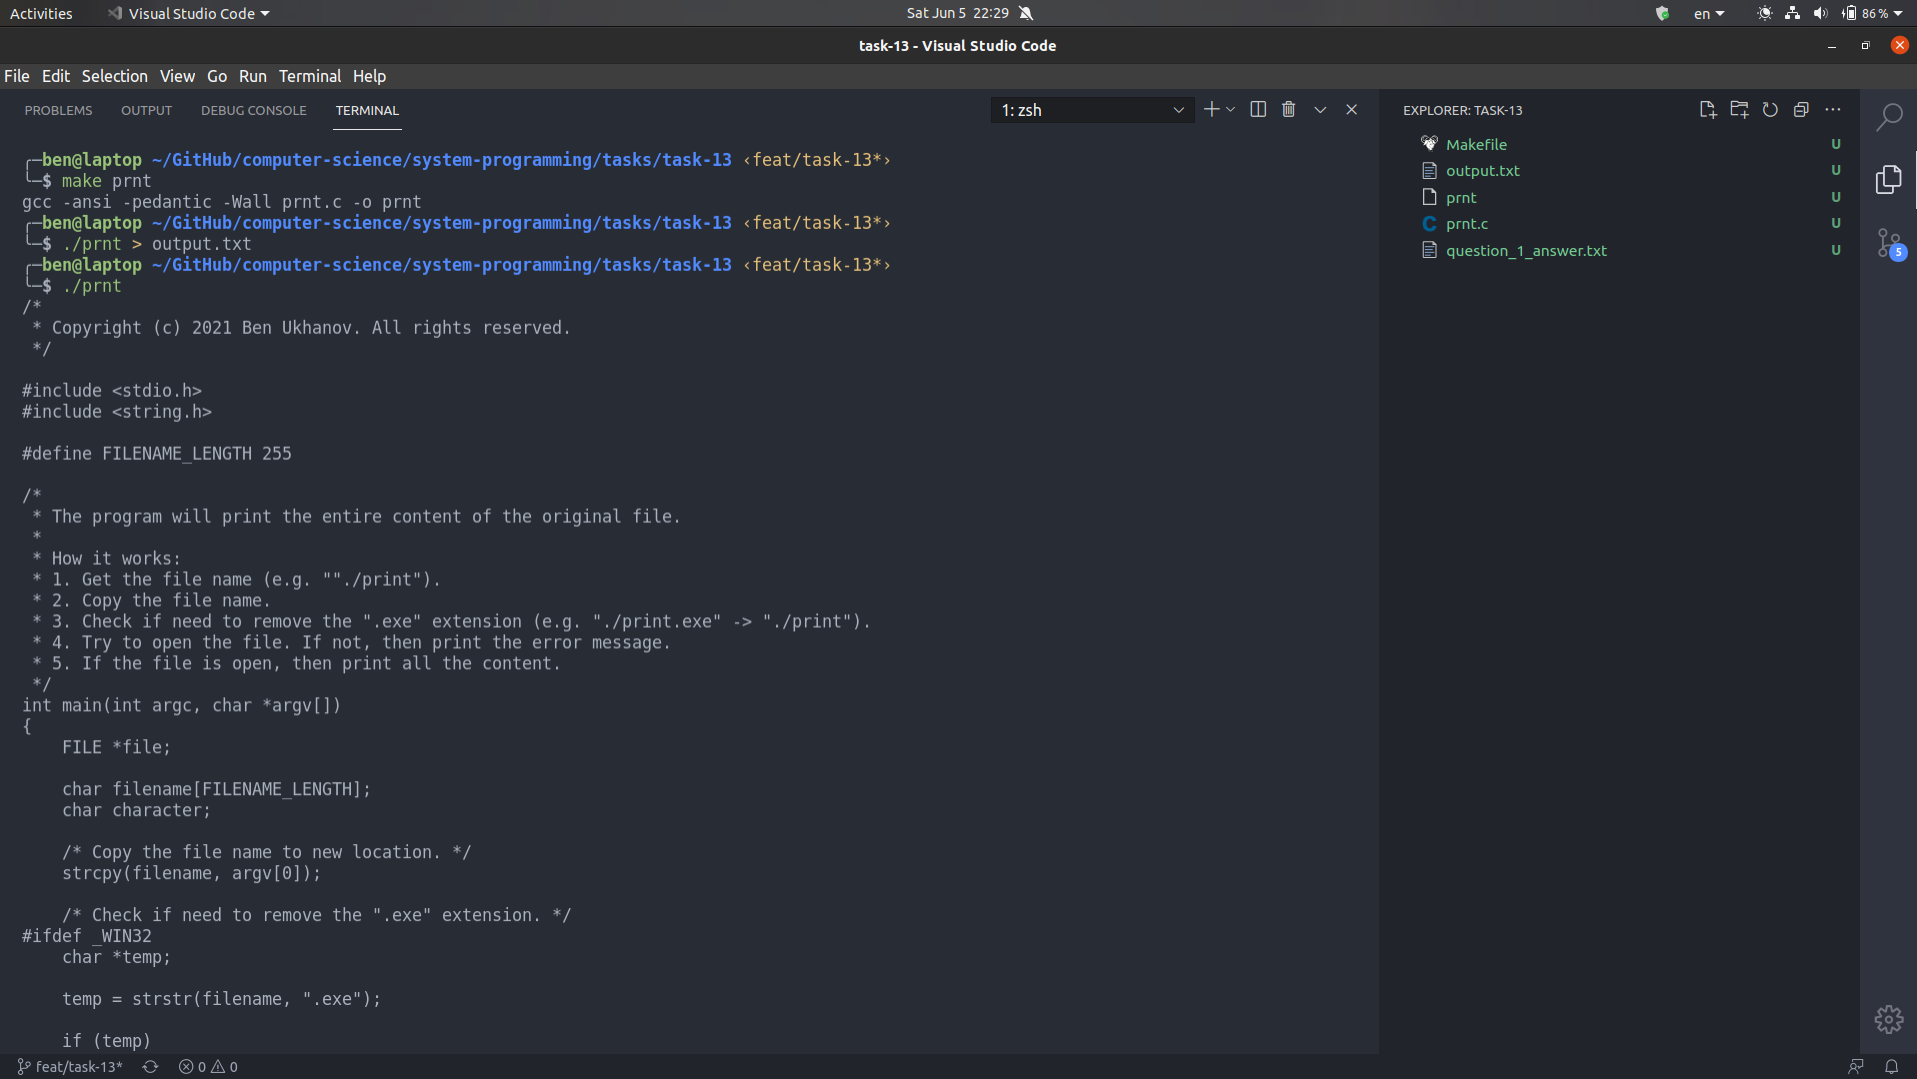 Activities
Visual Studio Code
Sat Jun 5 22:29
en
86 %
task-13 - Visual Studio Code
File Edit Selection View Go Run Terminal Help
PROBLEMS OUTPUT DEBUG CONSOLE TERMINAL
1: zsh
EXPLORER: TASK-13
╭─ben@laptop ~/GitHub/computer-science/system-programming/tasks/task-13 ‹feat/task-13*›
╰─$ make prnt
gcc -ansi -pedantic -Wall prnt.c -o prnt
╭─ben@laptop ~/GitHub/computer-science/system-programming/tasks/task-13 ‹feat/task-13*›
╰─$ ./prnt > output.txt
╭─ben@laptop ~/GitHub/computer-science/system-programming/tasks/task-13 ‹feat/task-13*›
╰─$ ./prnt
/*
 * Copyright (c) 2021 Ben Ukhanov. All rights reserved.
 */
#include <stdio.h>
#include <string.h>
#define FILENAME_LENGTH 255
/*
 * The program will print the entire content of the original file.
 *
 * How it works:
 * 1. Get the file name (e.g. ""./print").
 * 2. Copy the file name.
 * 3. Check if need to remove the ".exe" extension (e.g. "./print.exe" -> "./print").
 * 4. Try to open the file. If not, then print the error message.
 * 5. If the file is open, then print all the content.
 */
int main(int argc, char *argv[])
{
    FILE *file;
    char filename[FILENAME_LENGTH];
    char character;
    /* Copy the file name to new location. */
    strcpy(filename, argv[0]);
    /* Check if need to remove the ".exe" extension. */
#ifdef _WIN32
    char *temp;
    temp = strstr(filename, ".exe");
    if (temp)
Makefile U
output.txt U
prnt U
prnt.c U
question_1_answer.txt U
5
feat/task-13* 0 0